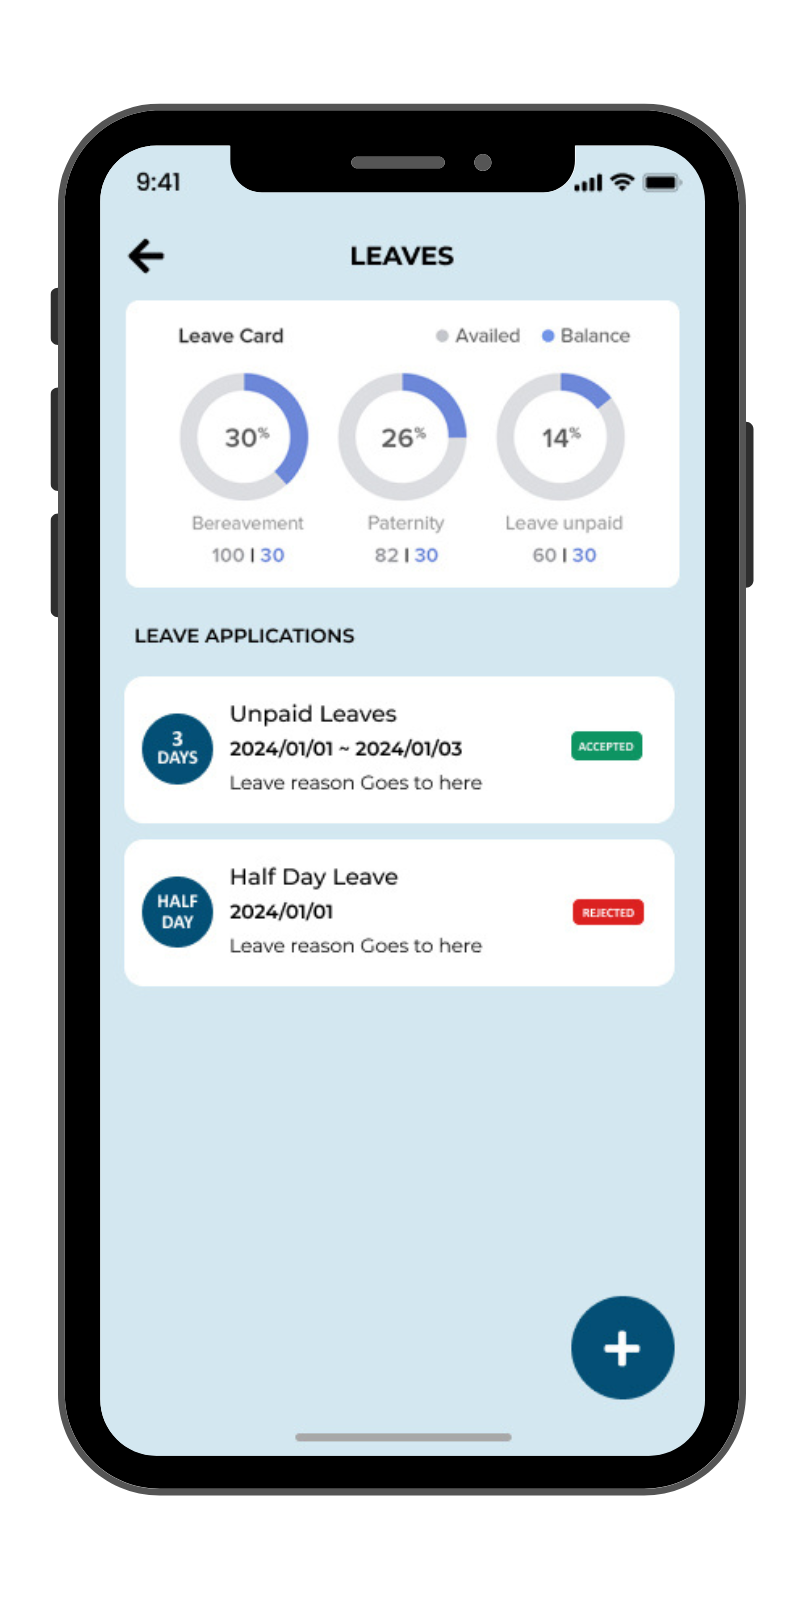 9:41
LEAVES
Leave Card
Availed Balance
30% 26% 14%
Bereavement Paternity Leave unpaid
100 | 30 82 | 30 60 | 30
LEAVE APPLICATIONS
3
DAYS
Unpaid Leaves
2024/01/01 ~ 2024/01/03
Leave reason Goes to here
ACCEPTED
HALF
DAY
Half Day Leave
2024/01/01
Leave reason Goes to here
REJECTED